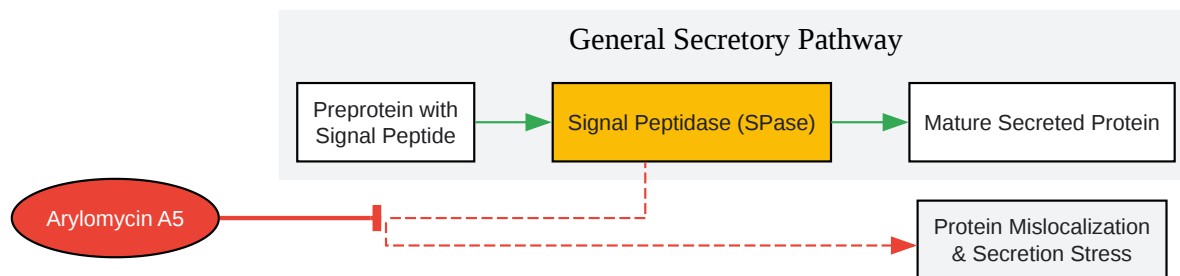 General Secretory Pathway
Preprotein with
Signal Peptide
Signal Peptidase (SPase)
Mature Secreted Protein
Arylomycin A5
Protein Mislocalization
& Secretion Stress